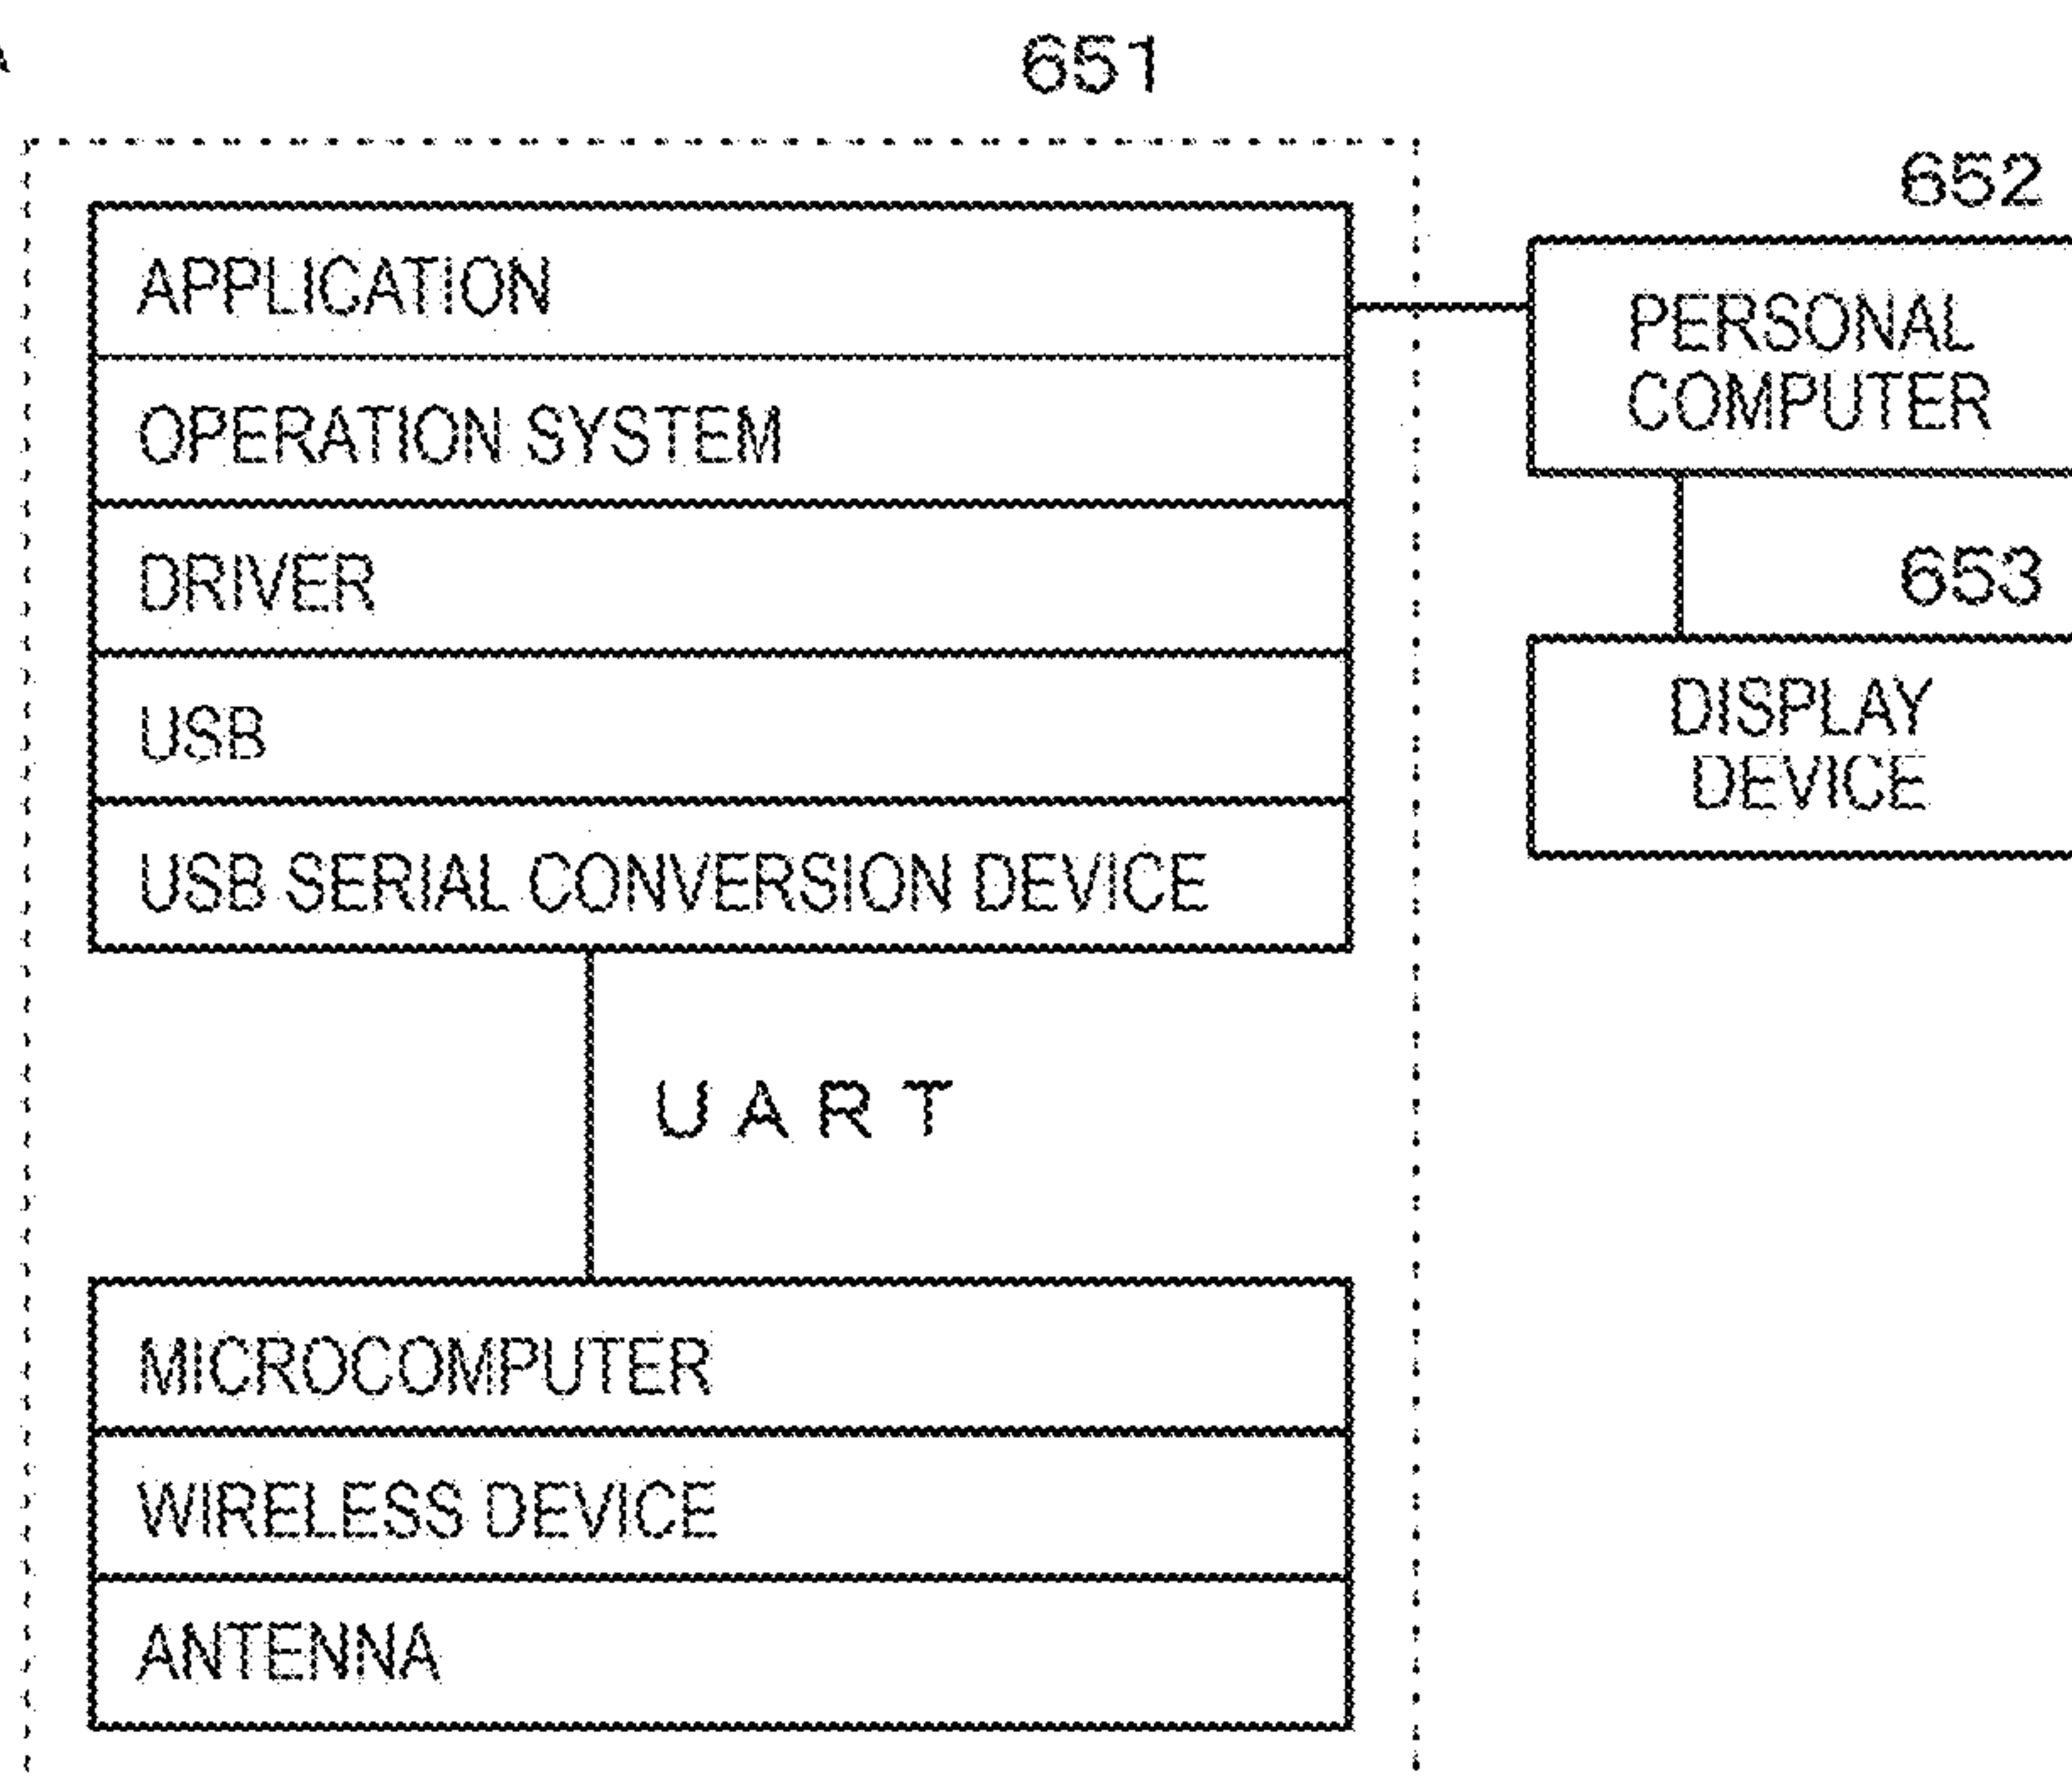 651
652
APPLICATION
PERSONAL
COMPUTER
OPERATION SYSTEM
DRIVER
653
USB
DISPLAY
DEVICE
USB SERIAL CONVERSION DEVICE
UART
MICROCOMPUTER
WIRELESS DEVICE
ANTENNA